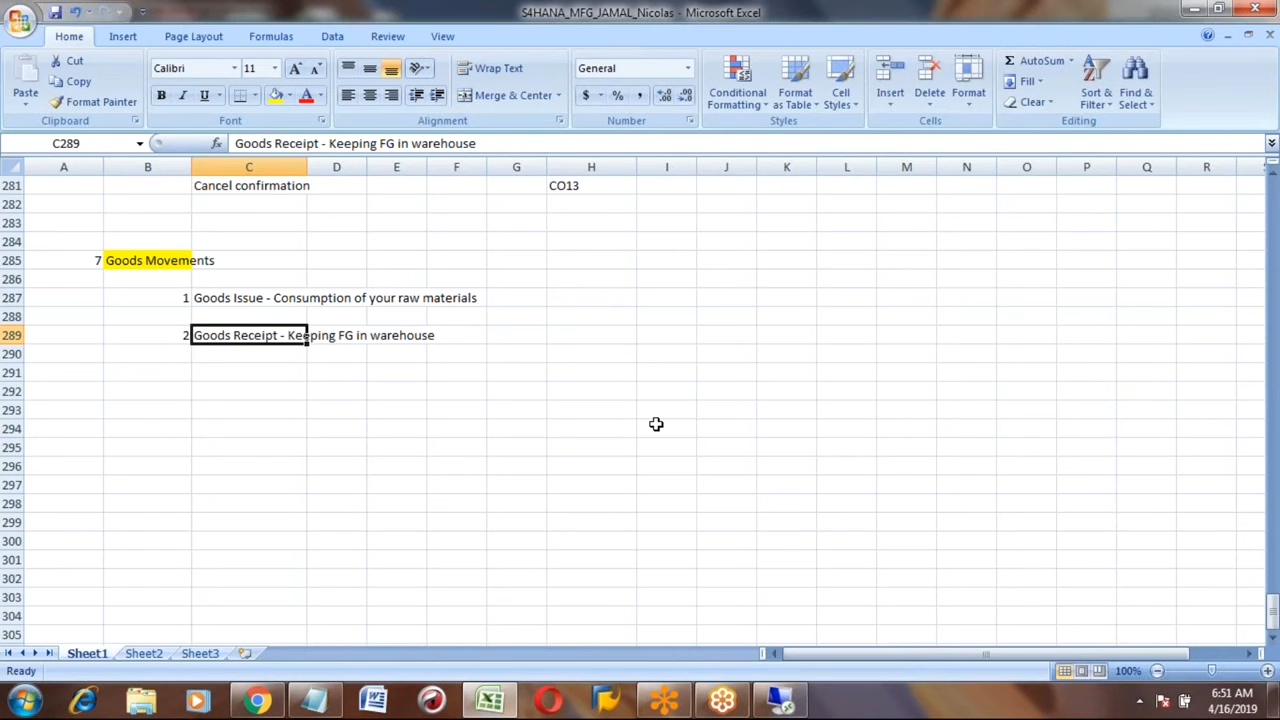 S4HANA_MFG_JAMAL_Nicolas - Microsoft Excel
Home Insert Page Layout Formulas Data Review View
Paste
Cut
Copy
Format Painter
Clipboard
Calibri 11
B I U
Font
Wrap Text
Merge & Center
Alignment
General
$ % ,
Number
Conditional Formatting
Format as Table
Cell Styles
Styles
Insert
Delete
Format
Cells
AutoSum
Fill
Clear
Sort & Filter
Find & Select
Editing
C289 fx Goods Receipt - Keeping FG in warehouse
A B C D E F G H I J K L M N O P Q R
281 Cancel confirmation CO13
282
283
284
285 7 Goods Movements
286
287 1 Goods Issue - Consumption of your raw materials
288
289 2 Goods Receipt - Keeping FG in warehouse
290
291
292
293
294
295
296
297
298
299
300
301
302
303
304
305
Sheet1 Sheet2 Sheet3
Ready 100%
6:51 AM
4/16/2019